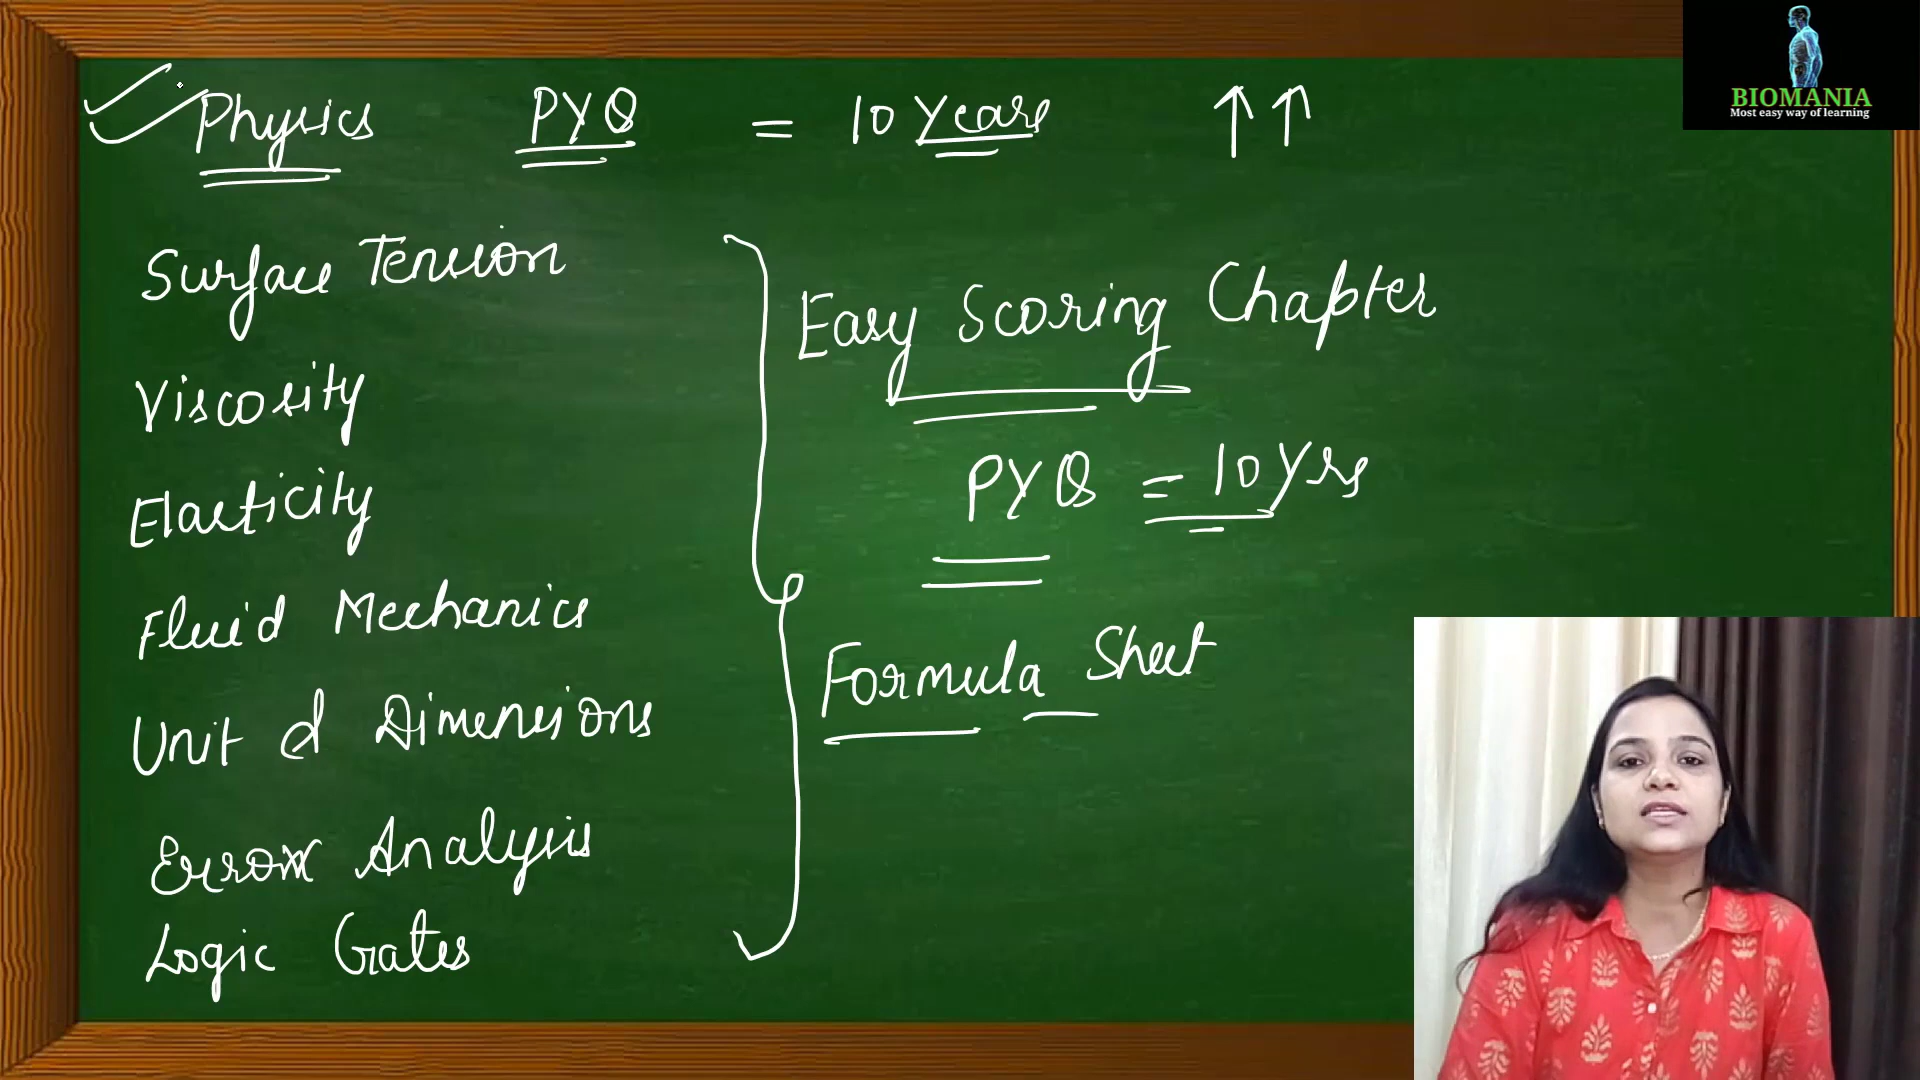 Physics PYQ = 10 Years ↑↑
BIOMANIA
Most easy way of learning
Surface Tension
Viscosity
Elasticity
Fluid Mechanics
Unit & Dimensions
Error Analysis
Logic Gates
Easy Scoring Chapter
PYQ = 10 Yrs
Formula Sheet